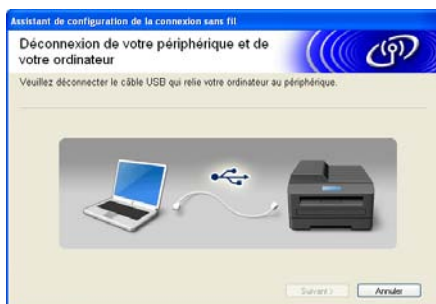 Assistant de configuration de la connexion sans fil
Déconnexion de votre périphérique et de
votre ordinateur
Veuillez déconnecter le câble USB qui relie votre ordinateur au périphérique.
Suivant > Annuler